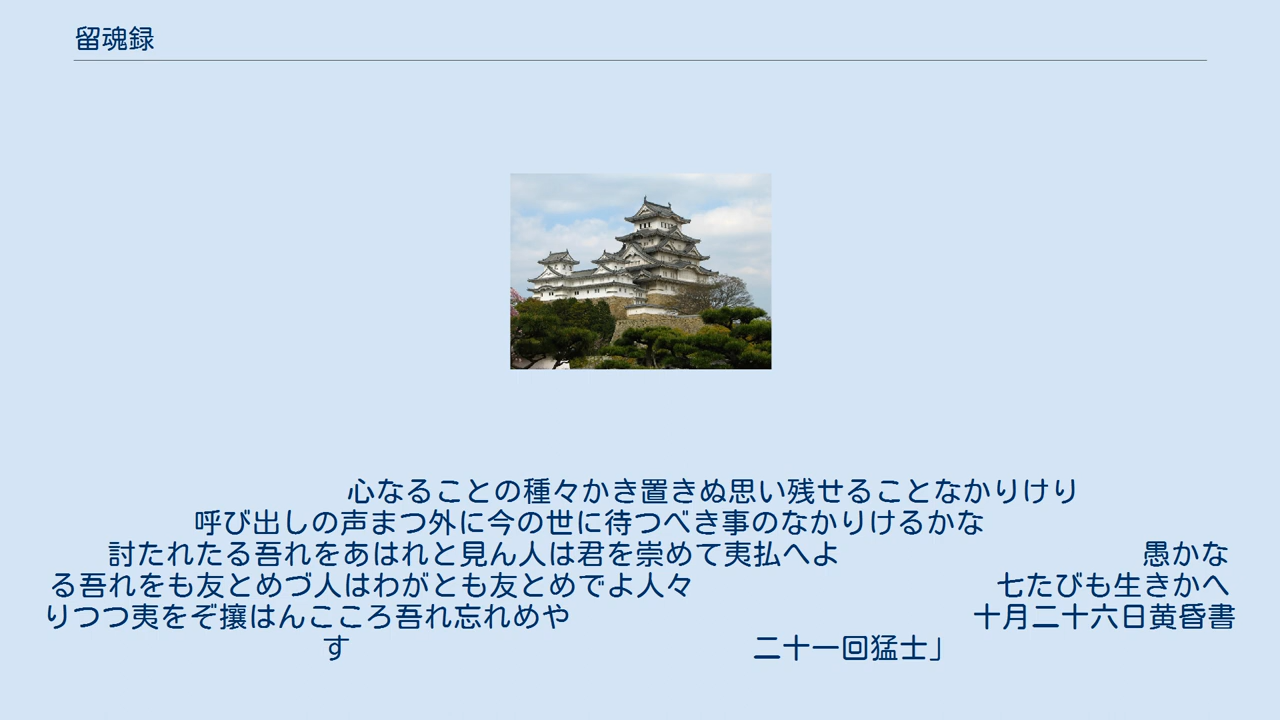 留魂録
心なることの種々かき置きぬ思い残せることなかりけり
呼び出しの声まつ外に今の世に待つべき事のなかりけるかな
討たれたる吾れをあはれと見ん人は君を崇めて夷払へよ 愚かな
る吾れをも友とめづ人はわがとも友とめでよ人々 七たびも生きかへ
りつつ夷をぞ攘はんこころ吾れ忘れめや 十月二十六日黄昏書
す 二十一回猛士」